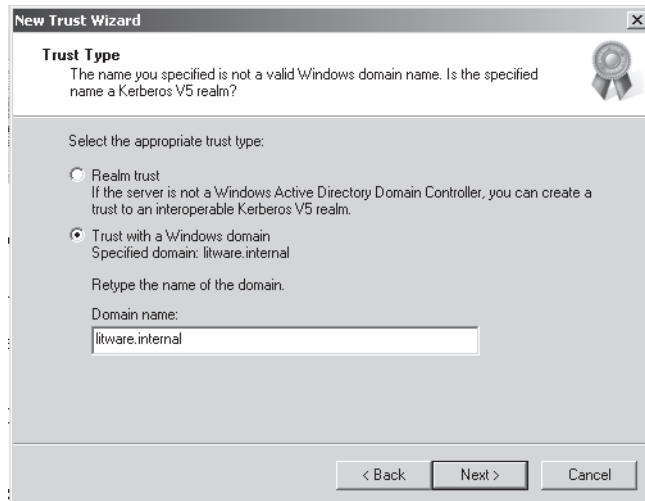 New Trust Wizard
Trust Type
The name you specified is not a valid Windows domain name. Is the specified
name a Kerberos V5 realm?
Select the appropriate trust type:
Realm trust
If the server is not a Windows Active Directory Domain Controller, you can create a
trust to an interoperable Kerberos V5 realm.
Trust with a Windows domain
Specified domain: litware.internal
Retype the name of the domain.
Domain name:
litware.internal
< Back Next > Cancel